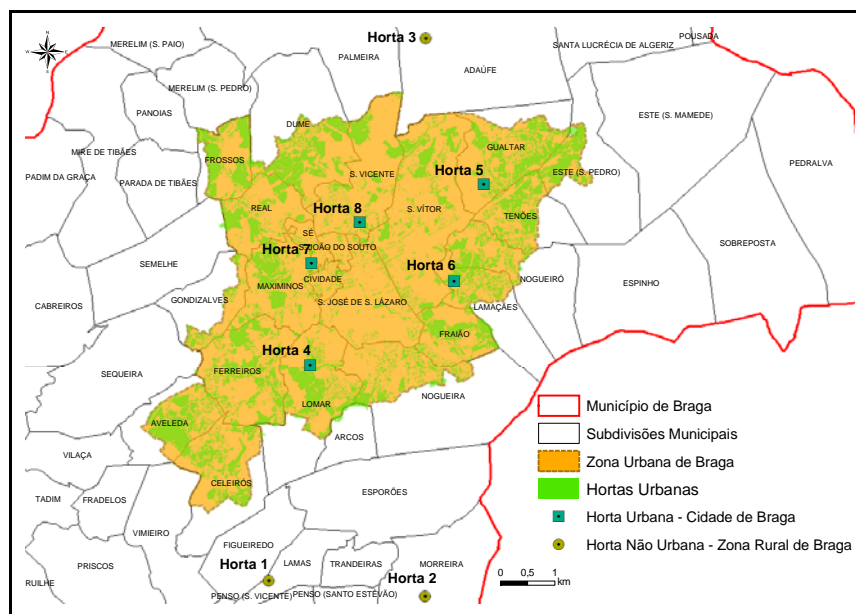 POUSADA
Horta 3
SANTA LUCRÉCIA DE ALGERIZ
MERELIM (S. PAIO)
PALMEIRA
ADAÚFE
MERELIM (S. PEDRO)
PANOIAS
ESTE (S. MAMEDE)
DUME
GUALTAR
MIRE DE TIBÃES
FROSSOS
PEDRALVA
S. VICENTE
Horta 5
ESTE (S. PEDRO)
PADIM DA GRAÇA
PARADA DE TIBÃES
REAL
Horta 8
S. VÍTOR
TENÕES
SÉ
S. JOÃO DO SOUTO
SOBREPOSTA
Horta 7
SEMELHE
Horta 6
CIVIDADE
NOGUEIRÓ
ESPINHO
MAXIMINOS
GONDIZALVES
S. JOSÉ DE S. LÁZARO
LAMAÇÃES
CABREIROS
FRAIÃO
Horta 4
SEQUEIRA
FERREIROS
NOGUEIRA
LOMAR
Município de Braga
AVELEDA
Subdivisões Municipais
ARCOS
VILAÇA
Zona Urbana de Braga
CELEIRÓS
Hortas Urbanas
ESPORÕES
TADIM
FRADELOS
Horta Urbana - Cidade de Braga
VIMIEIRO
FIGUEIREDO
Horta Não Urbana - Zona Rural de Braga
Horta 1
LAMAS
TRANDEIRAS
MORREIRA
PRISCOS
Horta 2
0 0,5 1
km
RUILHE
PENSO (S. VICENTE)
PENSO (SANTO ESTÊVÃO)